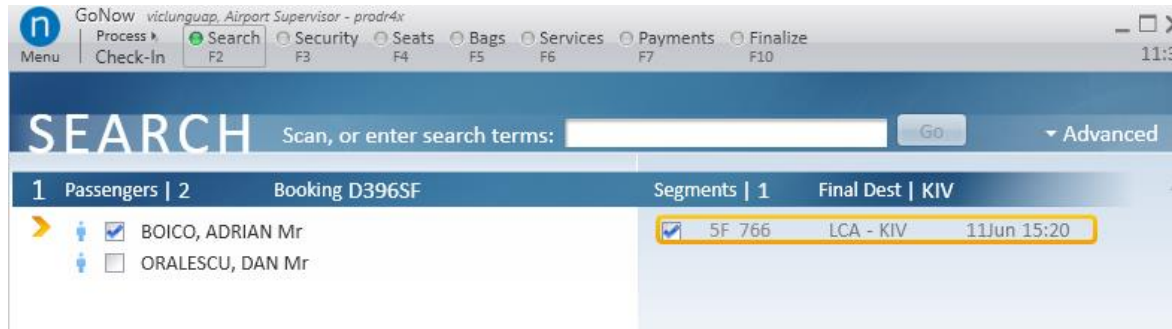 n GoNow viclunguap, Airport Supervisor - prodr4x
Process Search Security Seats Bags Services Payments Finalize
Menu Check-In F2 F3 F4 F5 F6 F7 F10
SEARCH Scan, or enter search terms: Go Advanced
1 Passengers | 2 Booking D396SF Segments | 1 Final Dest | KIV
BOICO, ADRIAN Mr 5F 766 LCA - KIV 11Jun 15:20
ORALESCU, DAN Mr